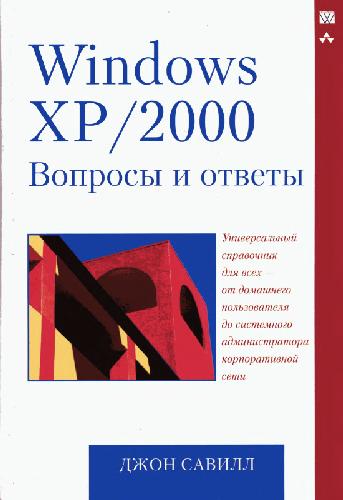 Windows
XP/2000
Вопросы и ответы
Универсальный
справочник
для всех —
от домашнего
пользователя
до системного
администратора
корпоративной
сети
ДЖОН САВИЛЛ